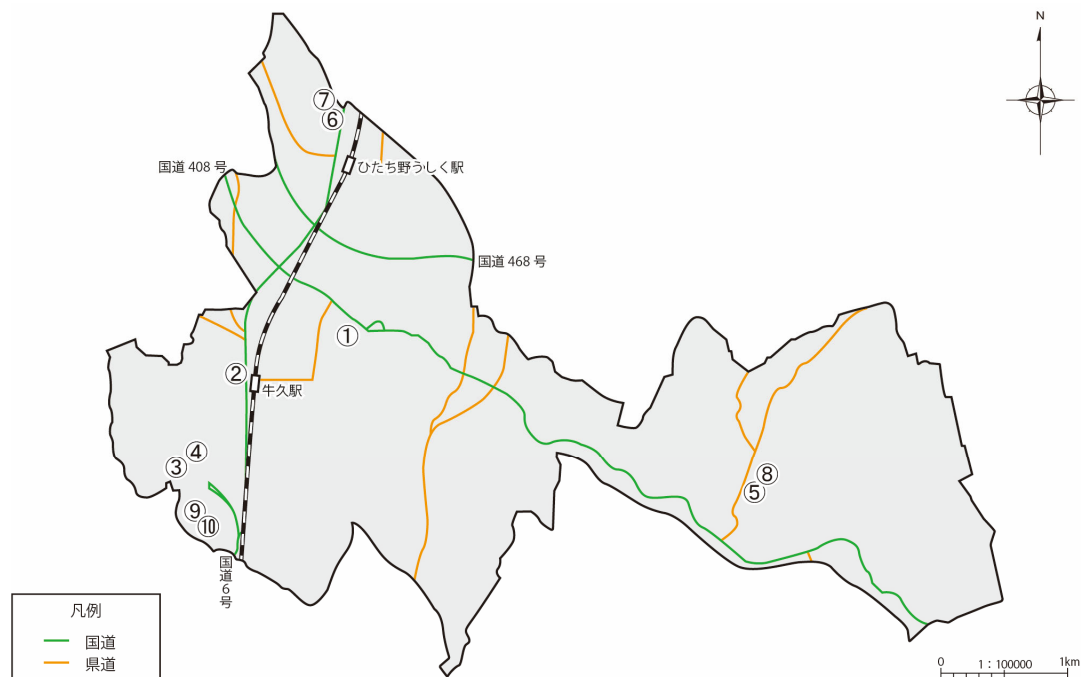 N
⑦
⑥
国道 408 号
ひたち野うしく駅
国道 468 号
①
②
牛久駅
④
③
⑧
⑤
⑨
⑩
国道6号
凡例
国道
県道
0 1:100000 1km